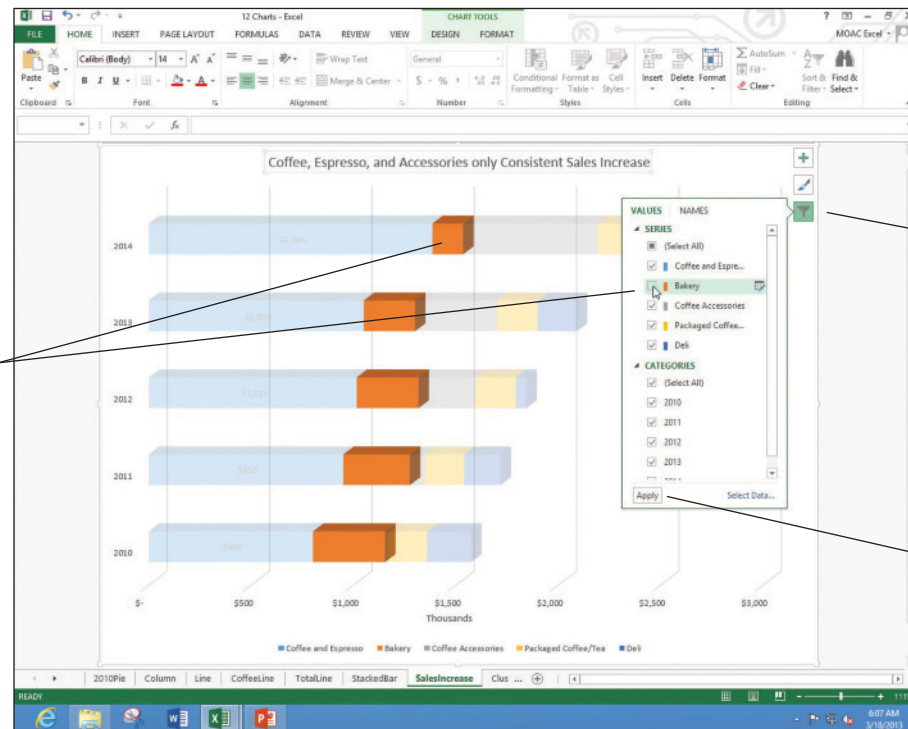 12 Charts - Excel
CHART TOOLS
FILE HOME INSERT PAGE LAYOUT FORMULAS DATA REVIEW VIEW DESIGN FORMAT
MOAC Excel
Calibri (Body) 14
Wrap Text
General
AutoSum
Fill
Clear
Paste
B I U
Merge & Center
$ - % ,
Conditional Formatting
Format as Table
Cell Styles
Insert Delete Format
Sort & Filter
Find & Select
Clipboard Font Alignment Number Styles Cells Editing
fx
Coffee, Espresso, and Accessories only Consistent Sales Increase
VALUES NAMES
SERIES
(Select All)
Coffee and Espre...
Bakery
Coffee Accessories
Packaged Coffee...
Deli
CATEGORIES
(Select All)
2010
2011
2012
2013
Apply
Select Data...
2014
2013
2012
2011
2010
$- $500 $1,000 $1,500 $2,000 $2,500 $3,000
Thousands
Coffee and Espresso Bakery Coffee Accessories Packaged Coffee/Tea Deli
2010Pie Column Line CoffeeLine TotalLine StackedBar SalesIncrease Clus ...
READY
6:07 AM
3/18/2013